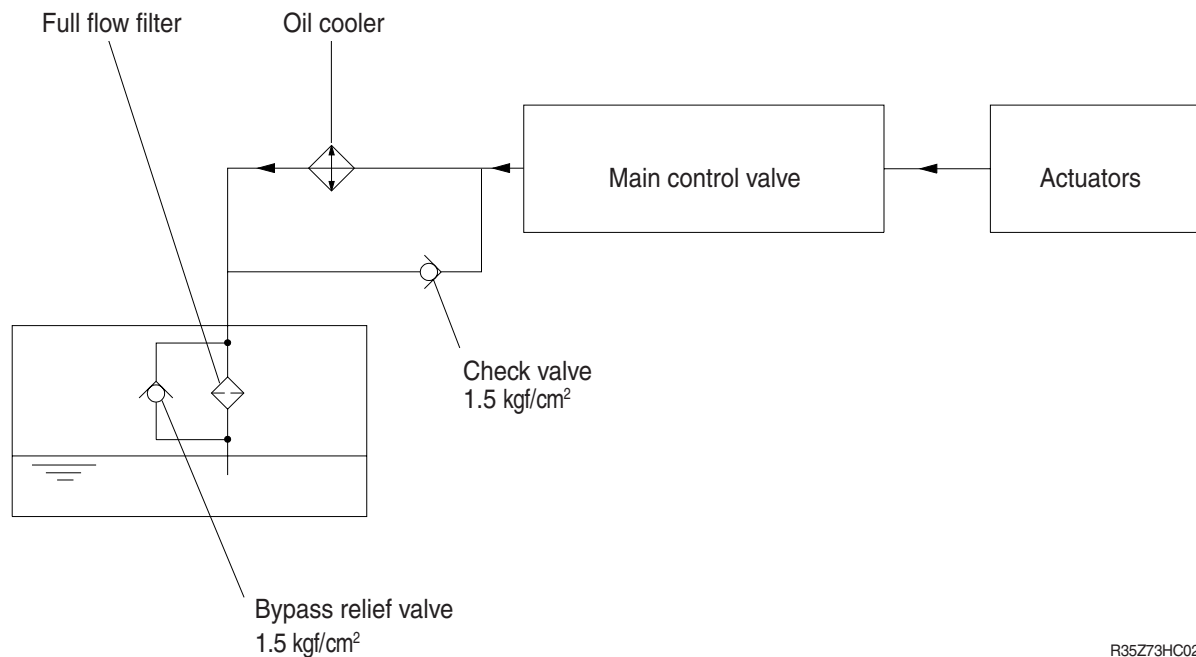 Full flow filter
Oil cooler
Main control valve
Actuators
Check valve
1.5 kgf/cm²
Bypass relief valve
1.5 kgf/cm²
R35Z73HC02